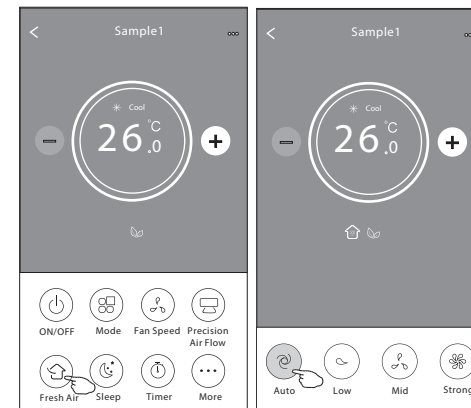 Sample1
Cool
26.0 °C
ON/OFF Mode Fan Speed Precision Air Flow
Fresh Air Sleep Timer More
Sample1
Cool
26.0 °C
Auto Low Mid Strong